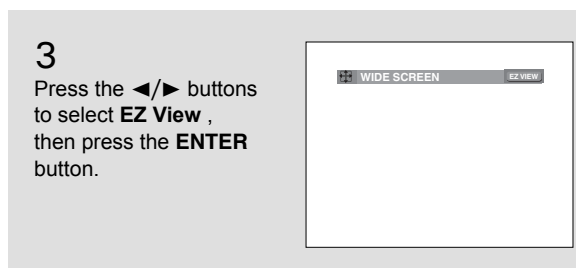 3
Press the ◄/► buttons
to select EZ View ,
then press the ENTER
button.
WIDE SCREEN EZ VIEW